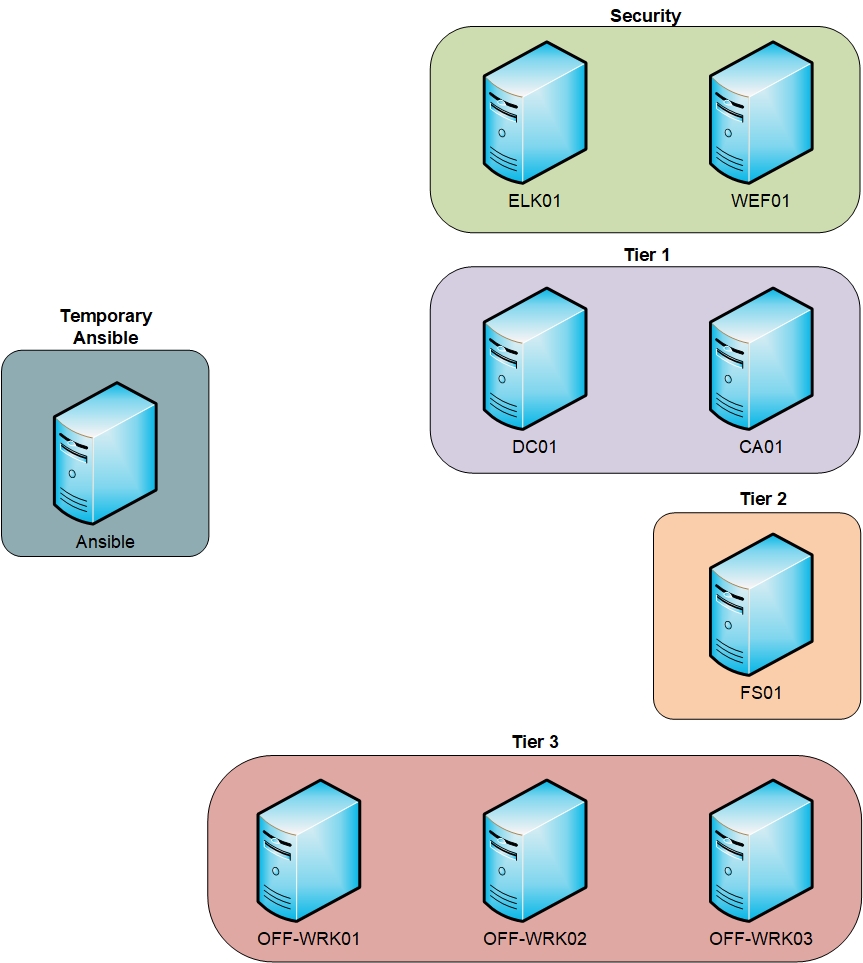 Security
ELK01
WEF01
Tier 1
DC01
CA01
Temporary
Ansible
Ansible
Tier 2
FS01
Tier 3
OFF-WRK01
OFF-WRK02
OFF-WRK03